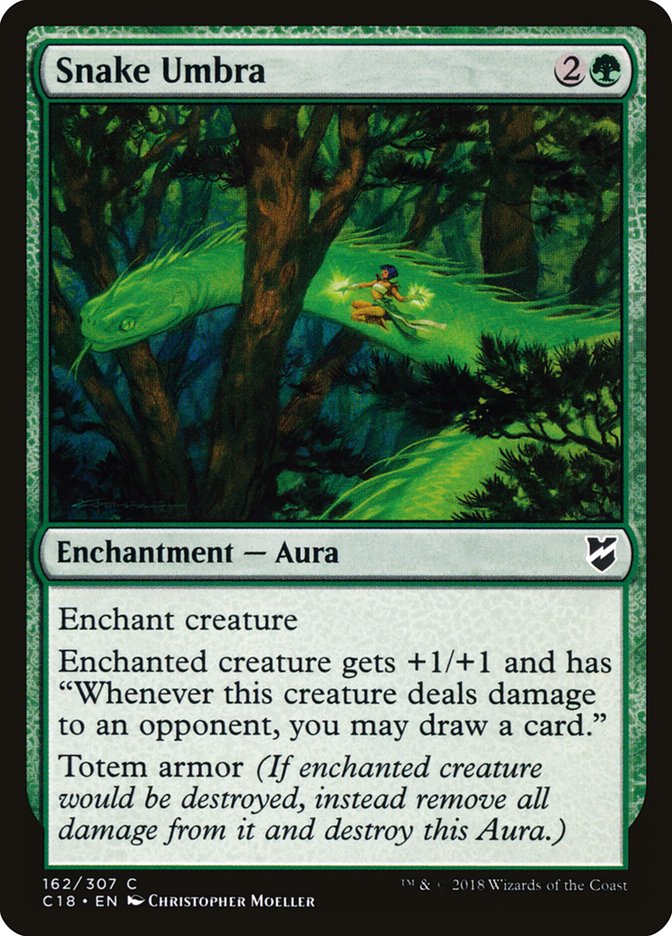 Snake Umbra 2
Enchantment — Aura
Enchant creature
Enchanted creature gets +1/+1 and has
“Whenever this creature deals damage
to an opponent, you may draw a card.”
Totem armor (If enchanted creature
would be destroyed, instead remove all
damage from it and destroy this Aura.)
162/307 C
™ & © 2018 Wizards of the Coast
C18 • EN Christopher Moeller